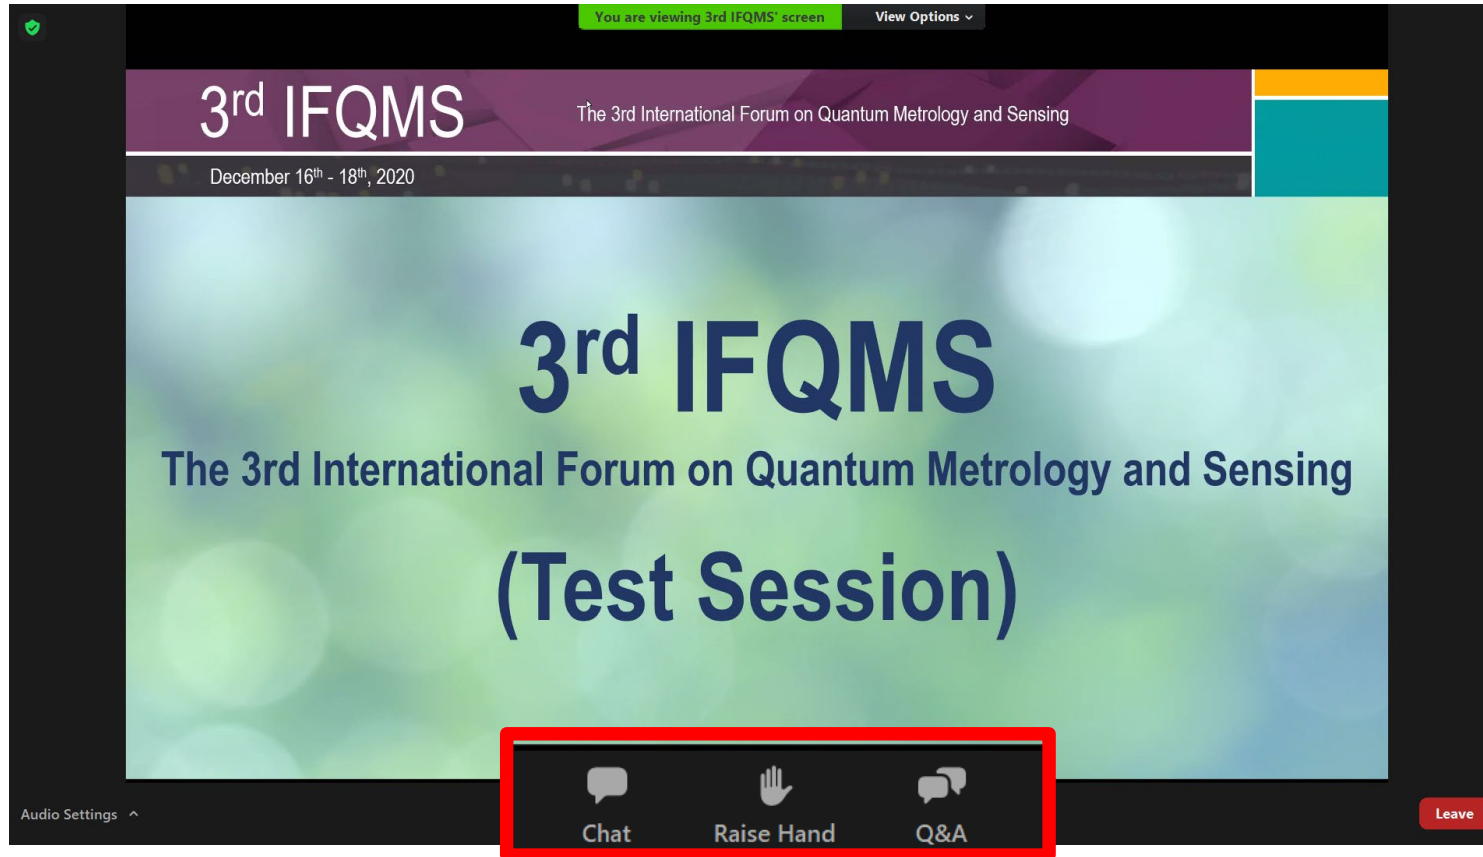 You are viewing 3rd IFQMS' screen
View Options
3rd IFQMS
The 3rd International Forum on Quantum Metrology and Sensing
December 16th - 18th, 2020
3rd IFQMS
The 3rd International Forum on Quantum Metrology and Sensing
(Test Session)
Audio Settings
Chat
Raise Hand
Q&A
Leave